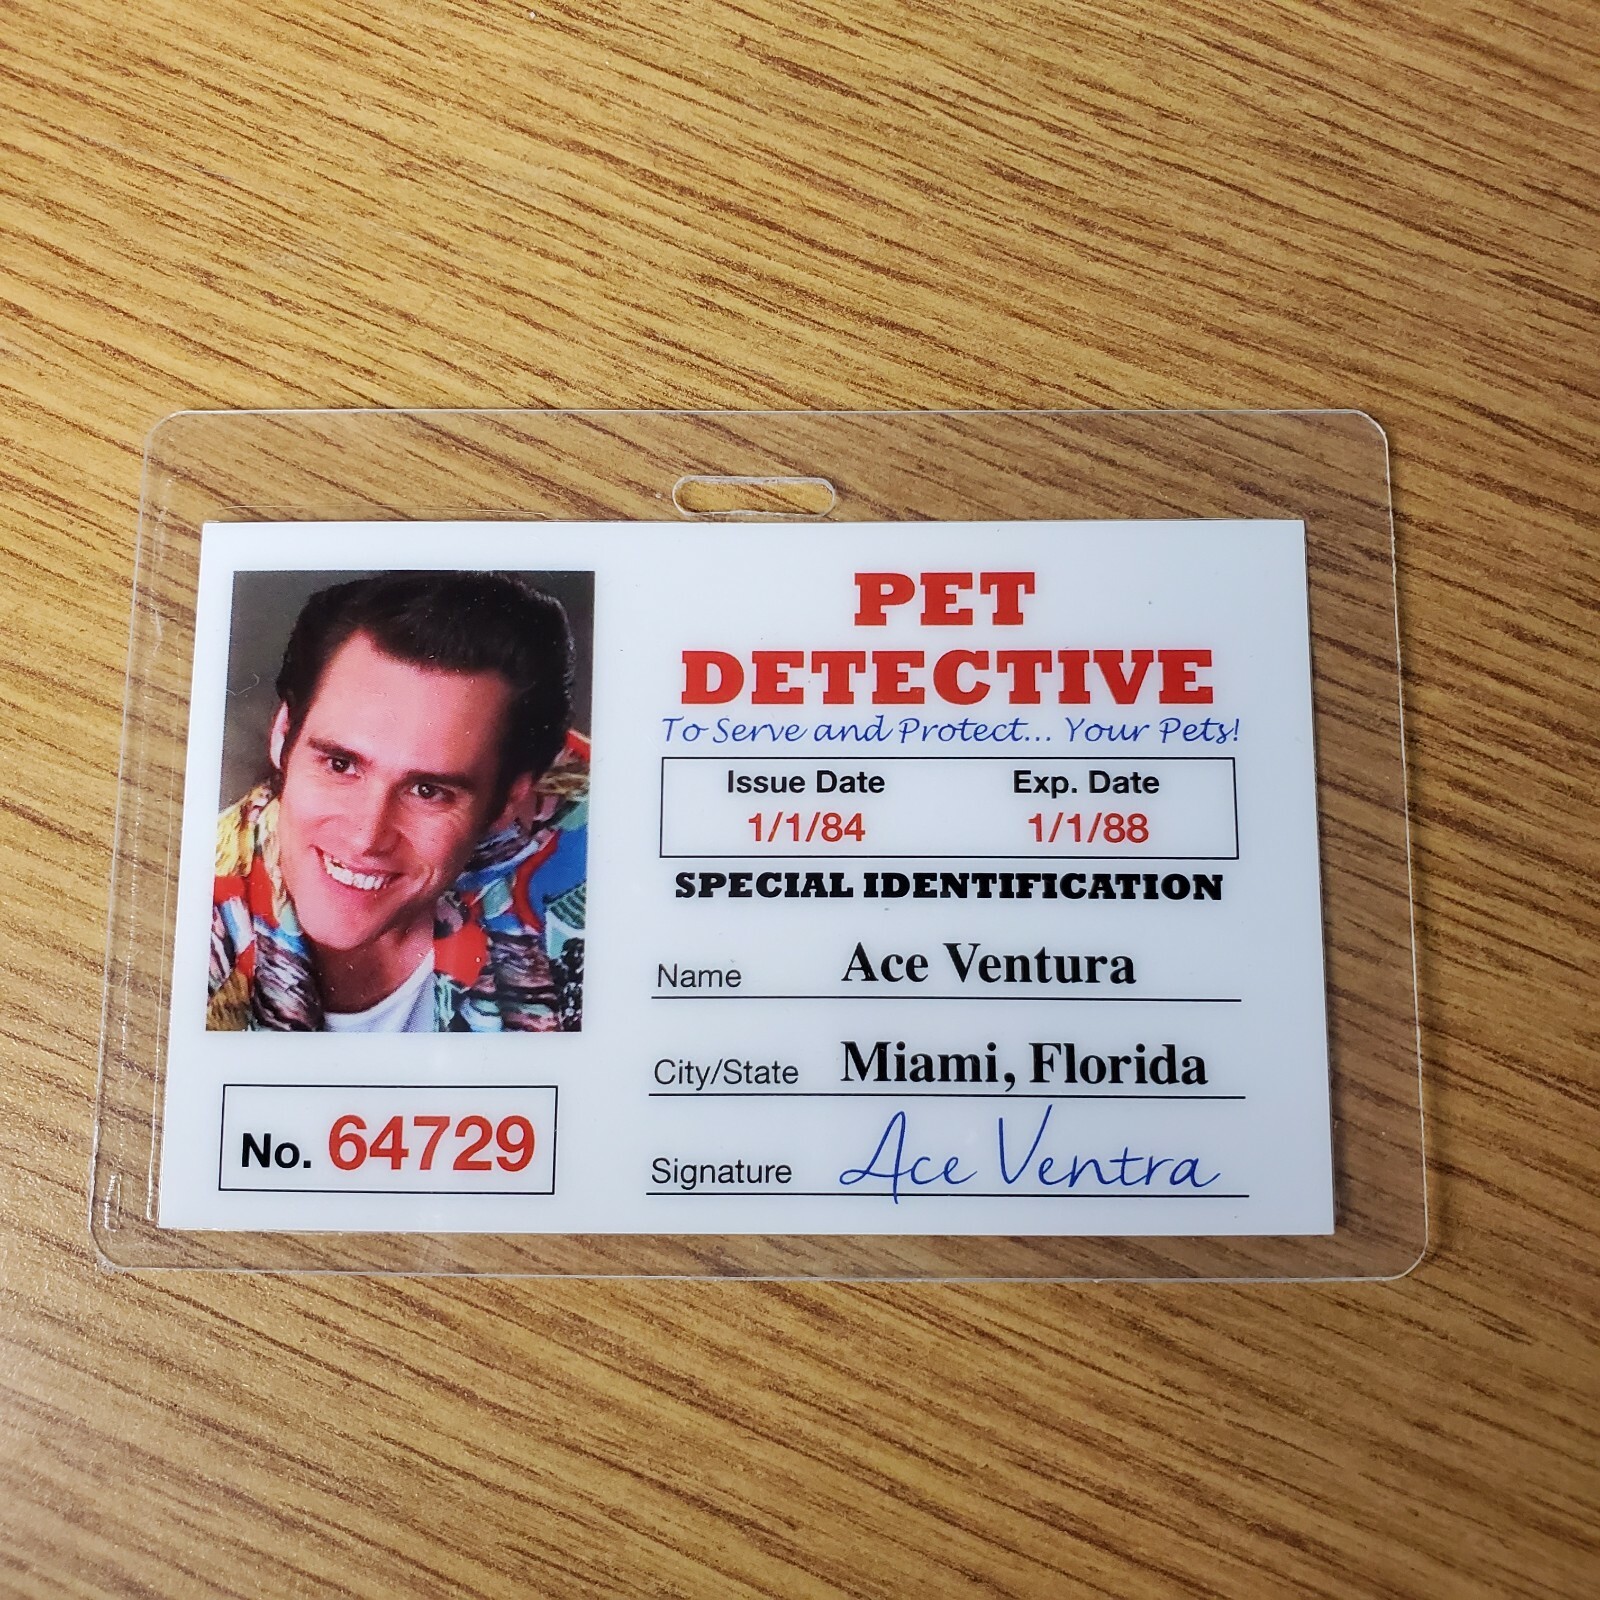 PET
DETECTIVE
To Serve and Protect... Your Pets!
Issue Date Exp. Date
1/1/84 1/1/88
SPECIAL IDENTIFICATION
Name Ace Ventura
City/State Miami, Florida
Signature Ace Ventra
No. 64729